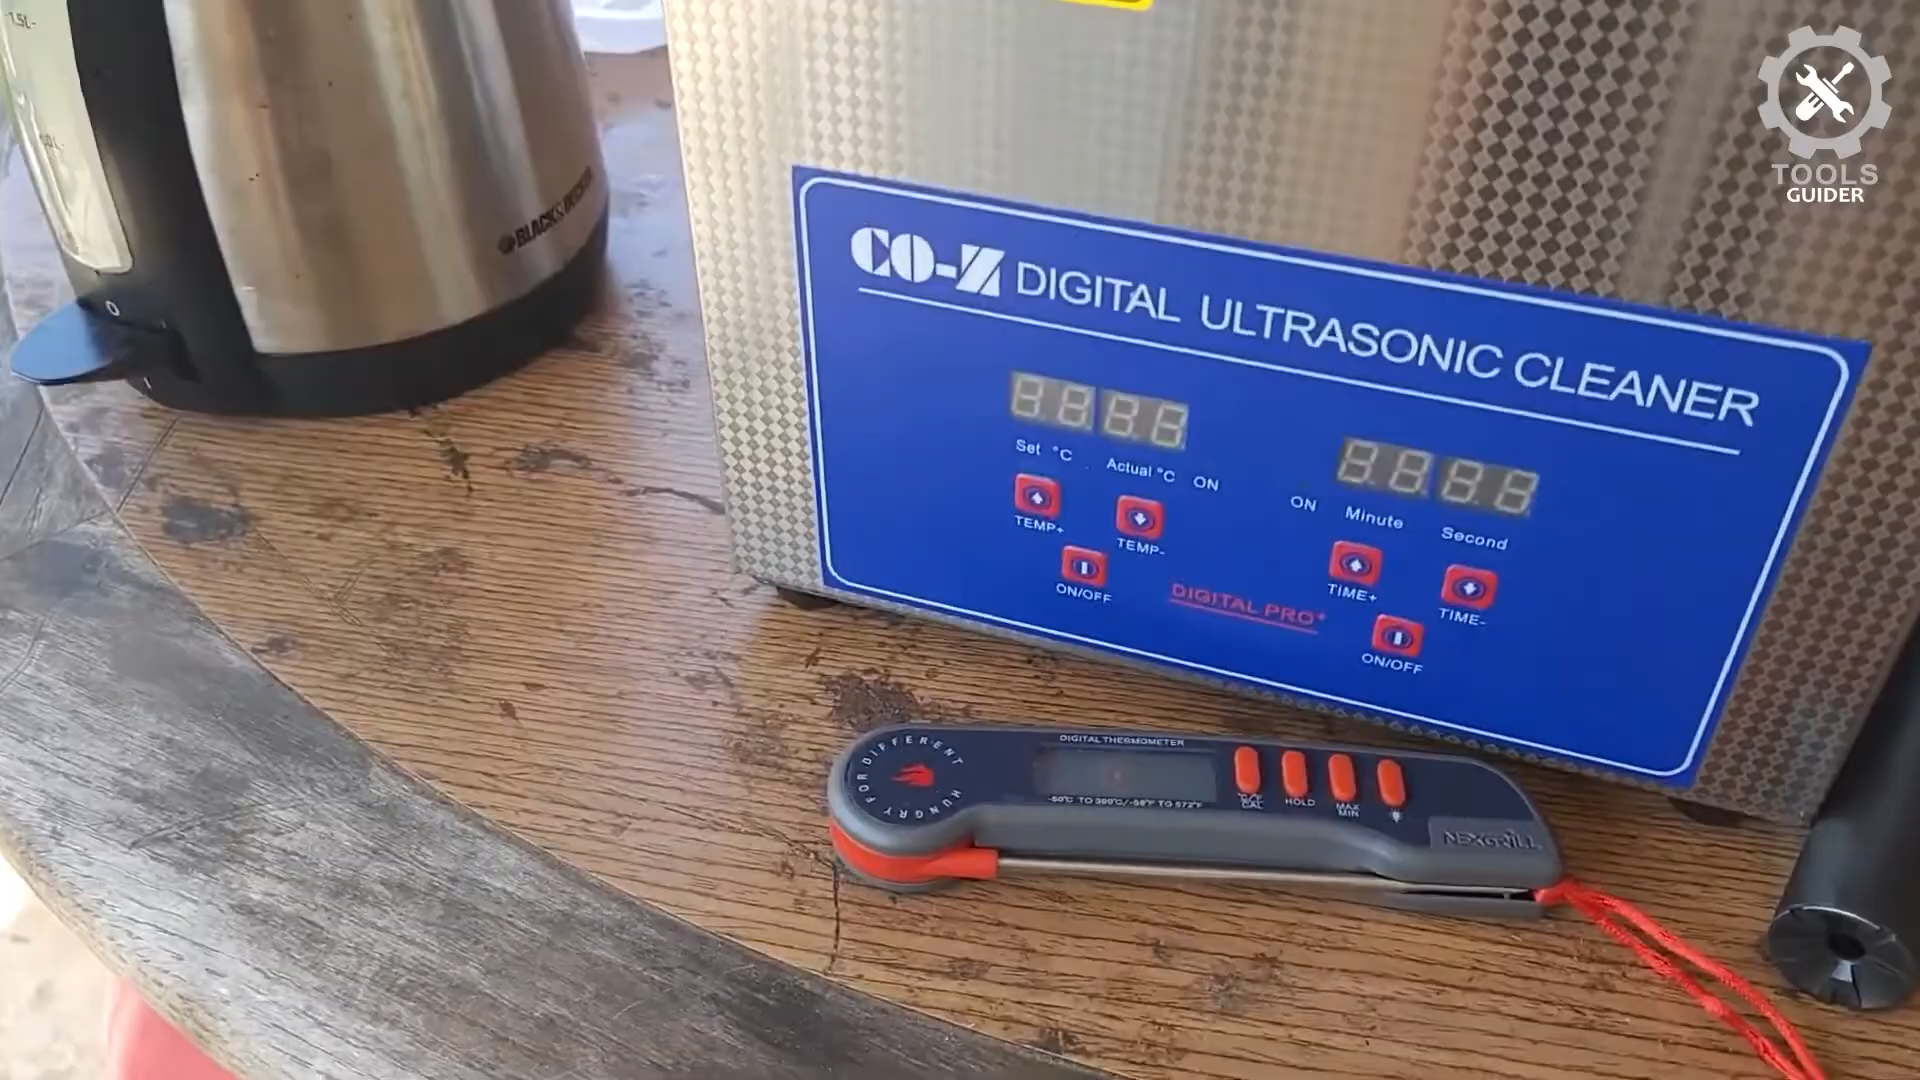 1.5L-
TOOLS
GUIDER
BLACK & DECKER
O
I
CO-Z DIGITAL ULTRASONIC CLEANER
Set °C
Actual °C
ON
ON
Minute
Second
TEMP+
TEMP-
TIME+
TIME-
ON/OFF
DIGITAL PRO+
ON/OFF
HUNGRY FOR DIFFERENT
DIGITAL THERMOMETER
-50°C TO 300°C/-58°F TO 572°F
°C/°F
CAL
HOLD
MAX
MIN
NEXGRILL